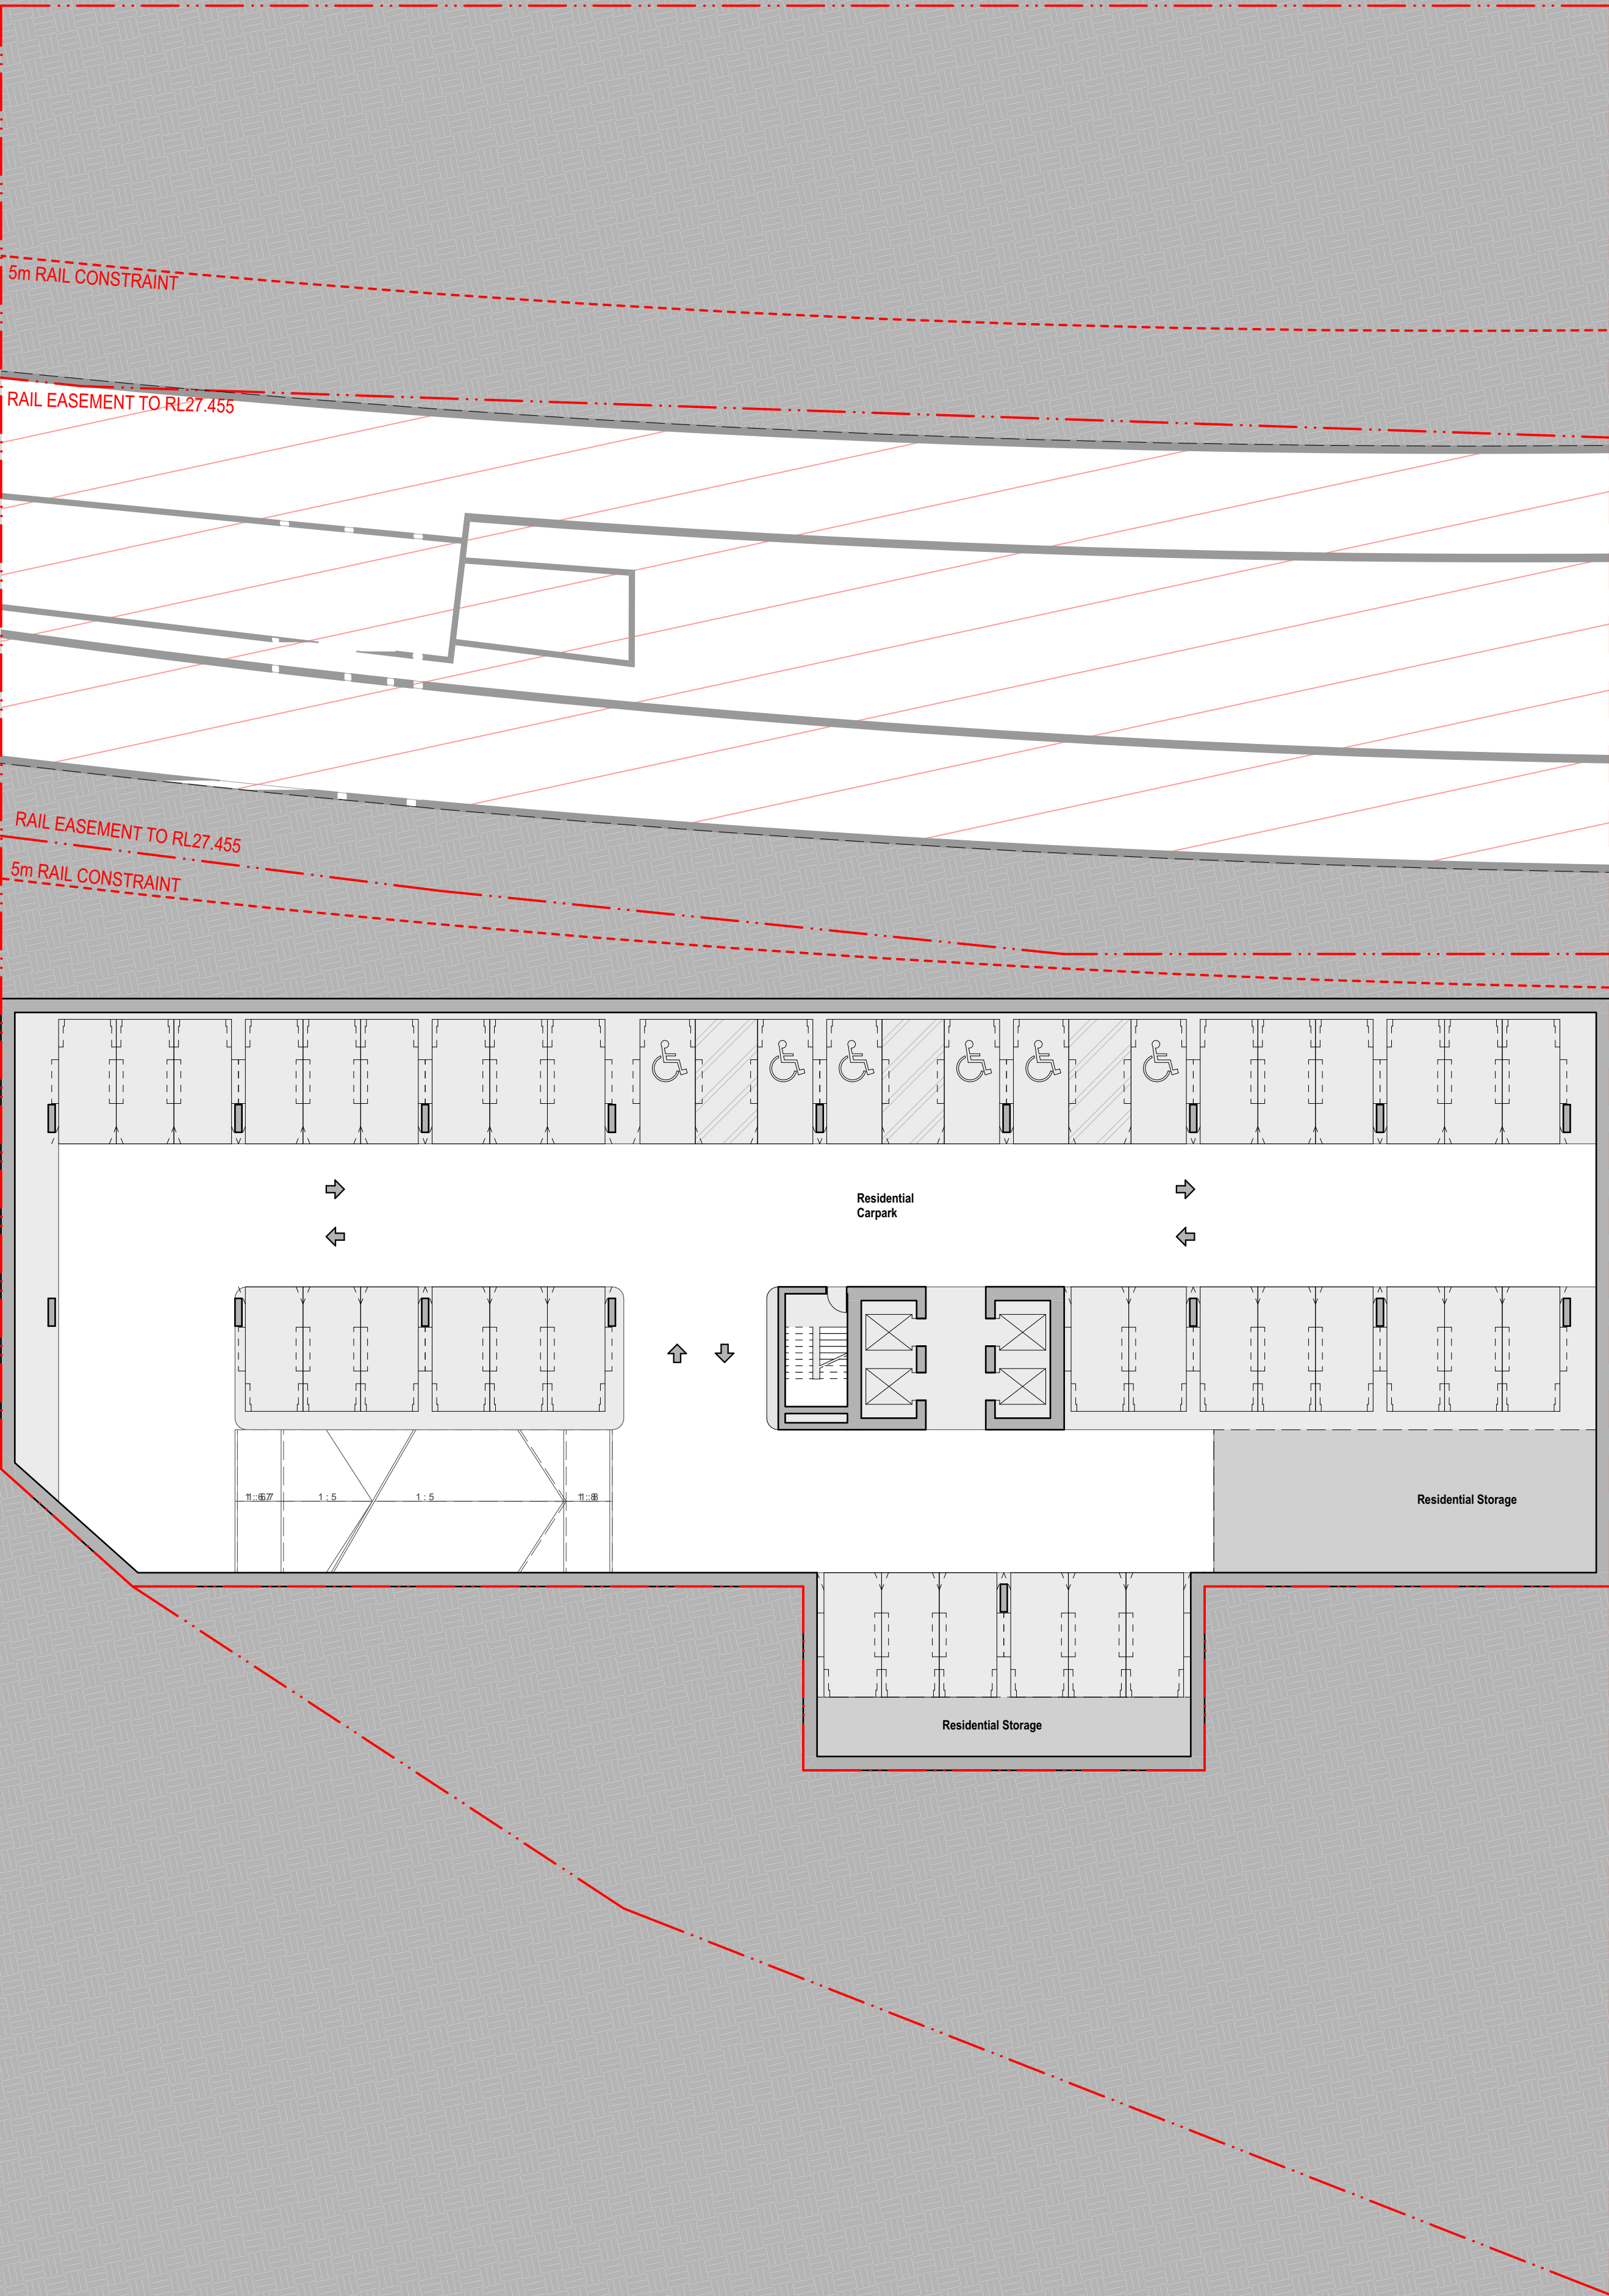 5m RAIL CONSTRAINT
RAIL EASEMENT TO RL27.455
RAIL EASEMENT TO RL27.455
5m RAIL CONSTRAINT
Residential
Carpark
1 : 5
1 : 5
Residential Storage
Residential Storage